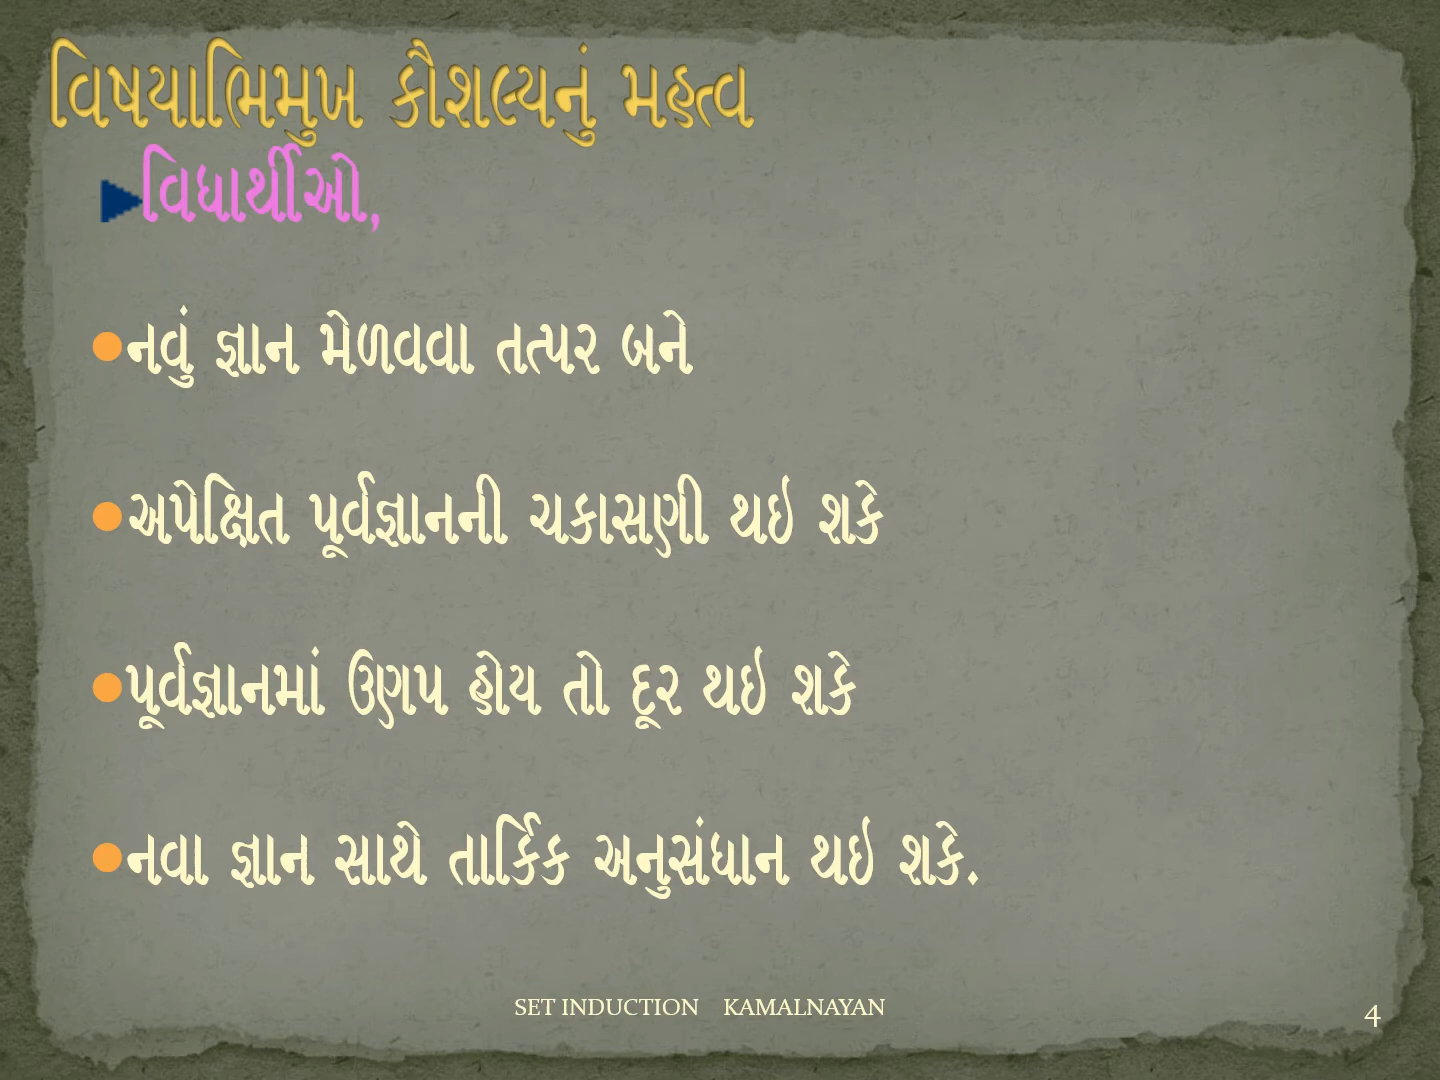 વિષયાભિમુખ કૌશલ્યનું મહત્વ
વિધાર્થીઓ,
નવું જ્ઞાન મેળવવા તત્પર બને
અપેક્ષિત પૂર્વજ્ઞાનની ચકાસણી થઇ શકે
પૂર્વજ્ઞાનમાં ઉણપ હોય તો દૂર થઇ શકે
નવા જ્ઞાન સાથે તાર્કિક અનુસંધાન થઇ શકે.
SET INDUCTION KAMALNAYAN
4